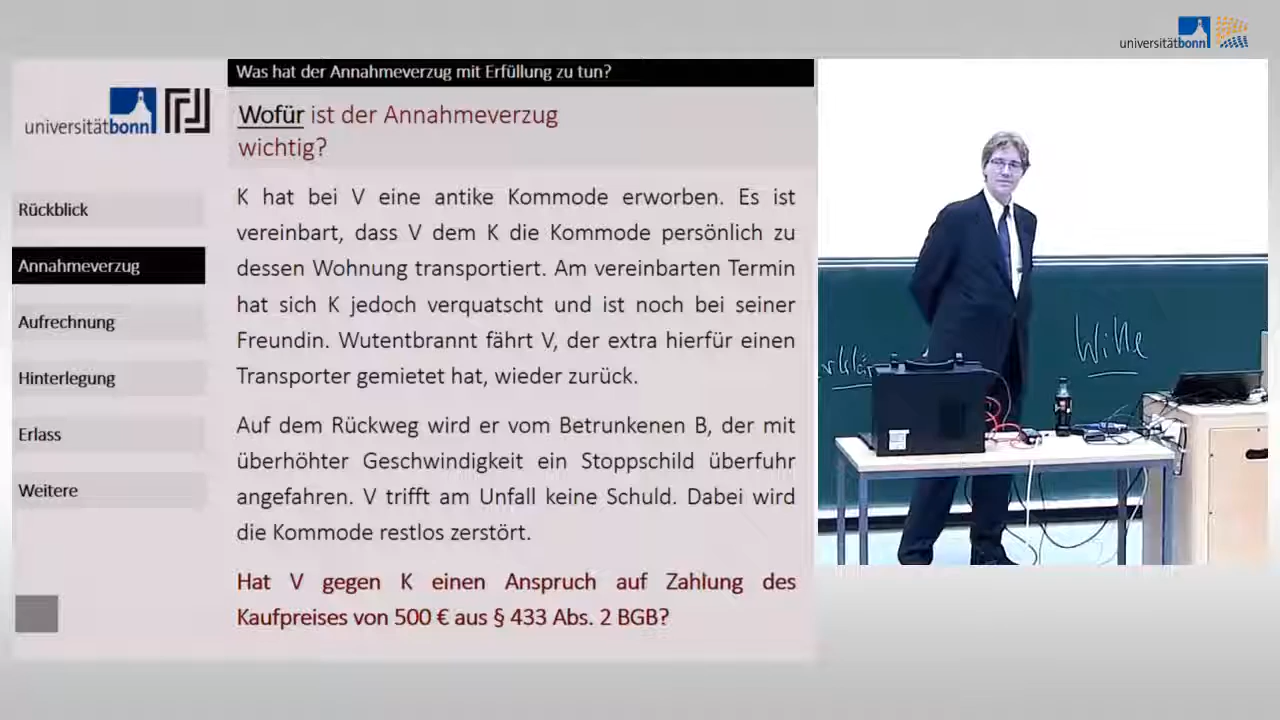 universitätbonn
Was hat der Annahmeverzug mit Erfüllung zu tun?
universitätbonn
Wofür ist der Annahmeverzug
wichtig?
Rückblick
Annahmeverzug
Aufrechnung
Hinterlegung
Erlass
Weitere
K hat bei V eine antike Kommode erworben. Es ist
vereinbart, dass V dem K die Kommode persönlich zu
dessen Wohnung transportiert. Am vereinbarten Termin
hat sich K jedoch verquatscht und ist noch bei seiner
Freundin. Wutentbrannt fährt V, der extra hierfür einen
Transporter gemietet hat, wieder zurück.
Auf dem Rückweg wird er vom Betrunkenen B, der mit
überhöhter Geschwindigkeit ein Stoppschild überfuhr
angefahren. V trifft am Unfall keine Schuld. Dabei wird
die Kommode restlos zerstört.
Hat V gegen K einen Anspruch auf Zahlung des
Kaufpreises von 500 € aus § 433 Abs. 2 BGB?
Wille